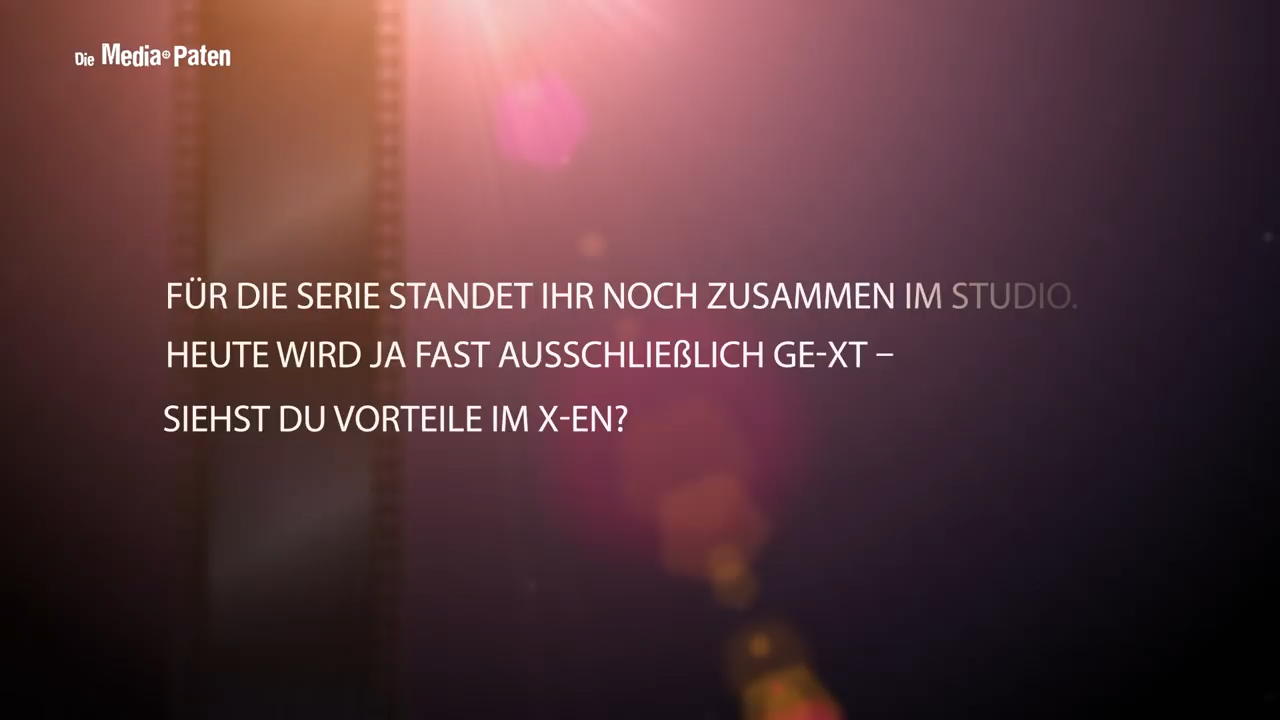 Die Media Paten
FÜR DIE SERIE STANDET IHR NOCH ZUSAMMEN IM STUDIO.
HEUTE WIRD JA FAST AUSSCHLIEßLICH GE-XT –
SIEHST DU VORTEILE IM X-EN?